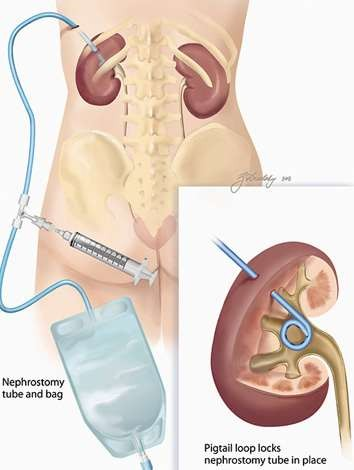 Nephrostomy
tube and bag
Pigtail loop locks
nephrostomy tube in place